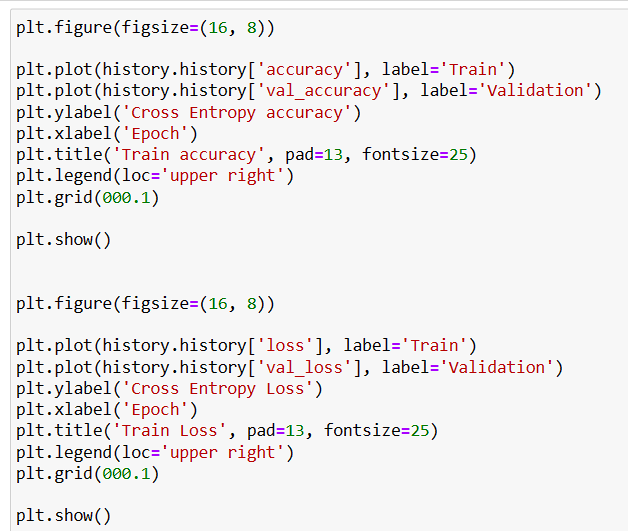 plt.figure(figsize=(16, 8))
plt.plot(history.history['accuracy'], label='Train')
plt.plot(history.history['val_accuracy'], label='Validation')
plt.ylabel('Cross Entropy accuracy')
plt.xlabel('Epoch')
plt.title('Train accuracy', pad=13, fontsize=25)
plt.legend(loc='upper right')
plt.grid(000.1)
plt.show()
plt.figure(figsize=(16, 8))
plt.plot(history.history['loss'], label='Train')
plt.plot(history.history['val_loss'], label='Validation')
plt.ylabel('Cross Entropy Loss')
plt.xlabel('Epoch')
plt.title('Train Loss', pad=13, fontsize=25)
plt.legend(loc='upper right')
plt.grid(000.1)
plt.show()